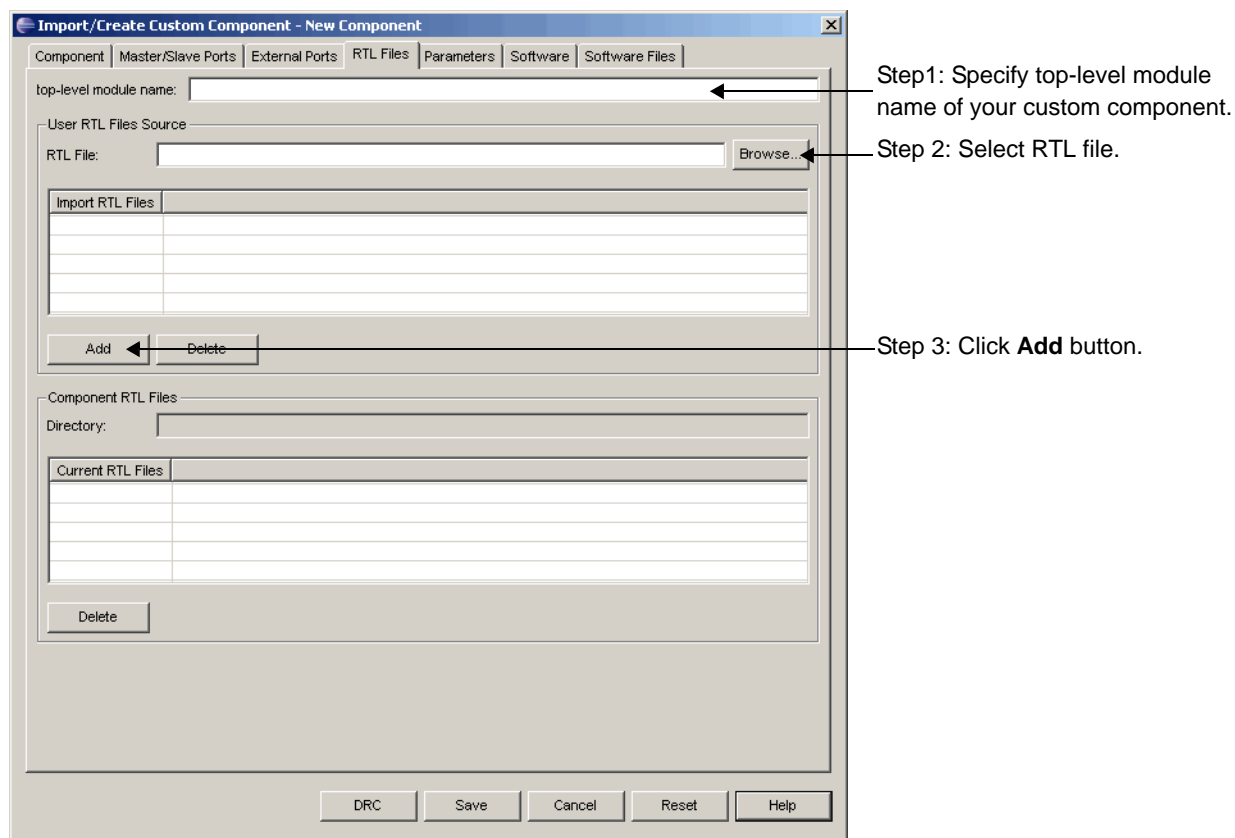 Import/Create Custom Component - New Component
Component Master/Slave Ports External Ports RTL Files Parameters Software Software Files
top-level module name:
Step1: Specify top-level module
name of your custom component.
User RTL Files Source
RTL File:
Browse...
Step 2: Select RTL file.
Import RTL Files
Add Delete
Step 3: Click Add button.
Component RTL Files
Directory:
Current RTL Files
Delete
DRC Save Cancel Reset Help